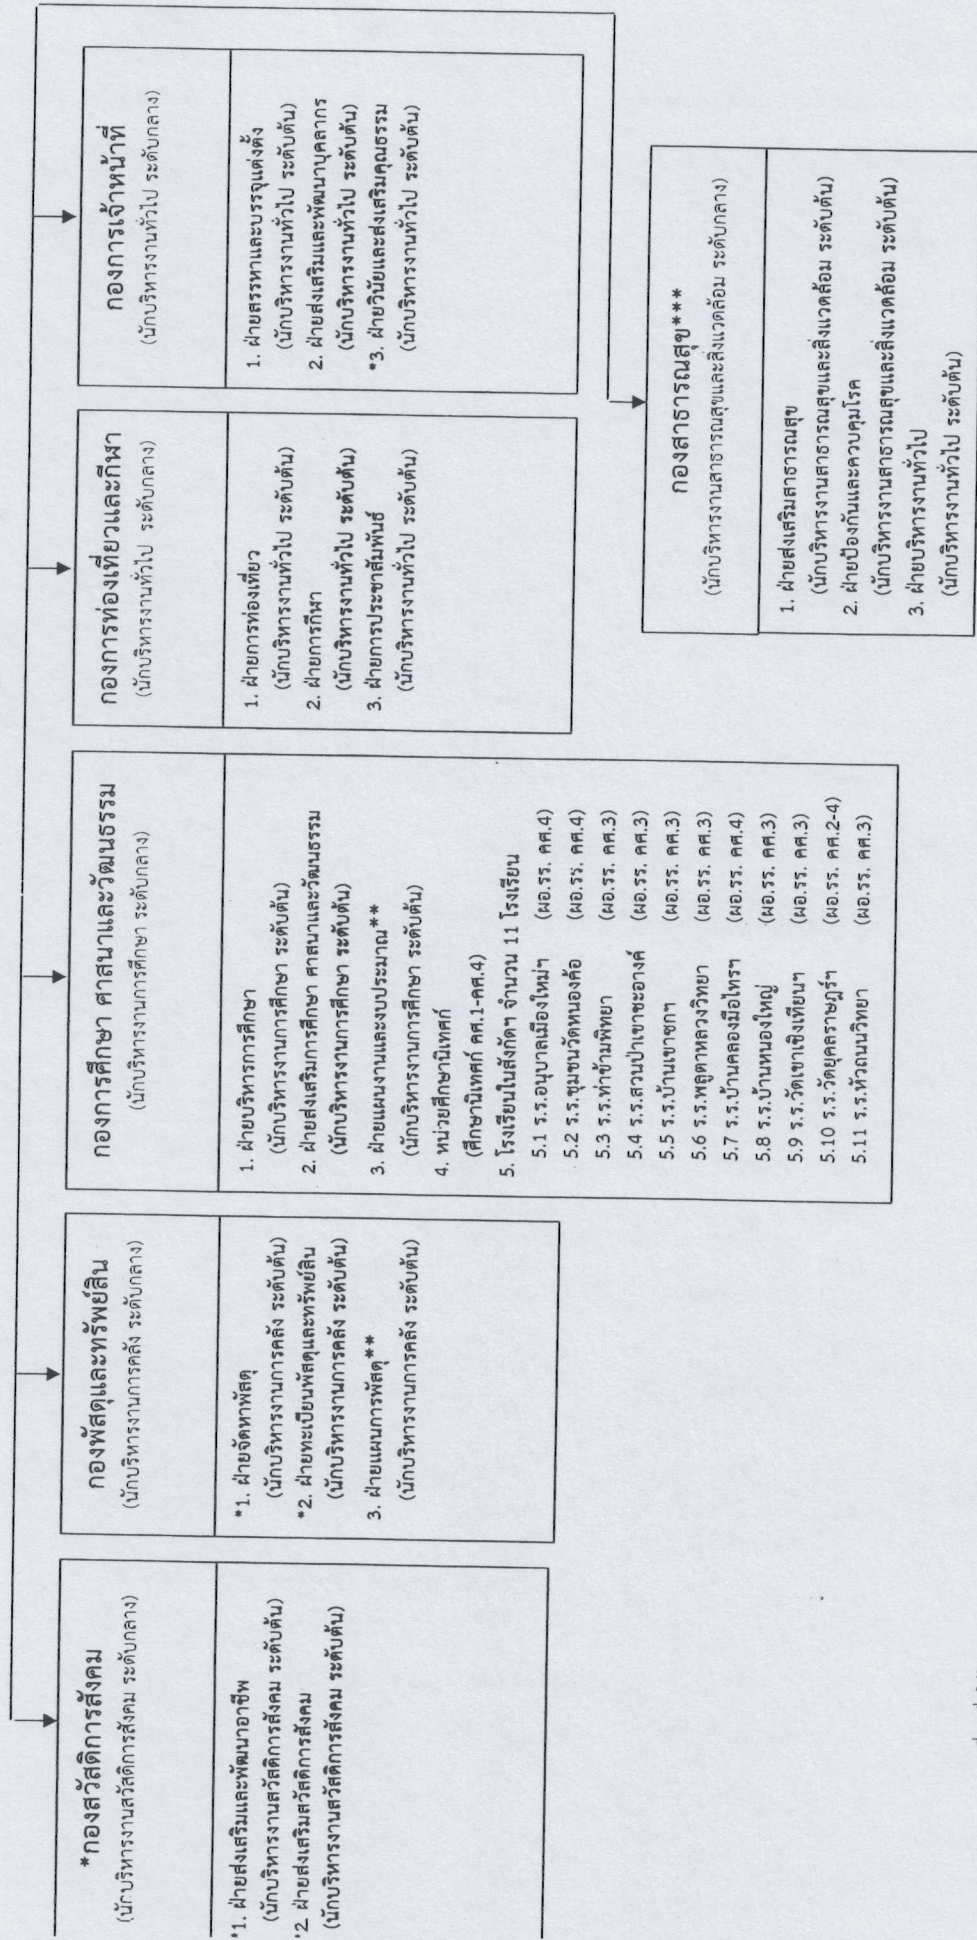 *กองสวัสดิการสังคม
(นักบริหารงานสวัสดิการสังคม ระดับกลาง)
*1. ฝ่ายส่งเสริมและพัฒนาอาชีพ
(นักบริหารงานสวัสดิการสังคม ระดับต้น)
*2. ฝ่ายส่งเสริมสวัสดิการสังคม
(นักบริหารงานสวัสดิการสังคม ระดับต้น)
กองพัสดุและทรัพย์สิน
(นักบริหารงานการคลัง ระดับกลาง)
*1. ฝ่ายจัดหาพัสดุ
(นักบริหารงานการคลัง ระดับต้น)
*2. ฝ่ายทะเบียนพัสดุและทรัพย์สิน
(นักบริหารงานการคลัง ระดับต้น)
3. ฝ่ายแผนการพัสดุ**
(นักบริหารงานการคลัง ระดับต้น)
กองการศึกษา ศาสนาและวัฒนธรรม
(นักบริหารงานการศึกษา ระดับกลาง)
1. ฝ่ายบริหารการศึกษา
(นักบริหารงานการศึกษา ระดับต้น)
2. ฝ่ายส่งเสริมการศึกษา ศาสนาและวัฒนธรรม
(นักบริหารงานการศึกษา ระดับต้น)
3. ฝ่ายแผนงานและงบประมาณ**
(นักบริหารงานการศึกษา ระดับต้น)
4. หน่วยศึกษานิเทศก์
(ศึกษานิเทศก์ คศ.1-คศ.4)
5. โรงเรียนในสังกัดฯ จำนวน 11 โรงเรียน
5.1 ร.ร.อนุบาลเมืองใหม่ฯ (ผอ.รร. คศ.4)
5.2 ร.ร.ชุมชนวัดหนองค้อ (ผอ.รร. คศ.4)
5.3 ร.ร.ท่าข้ามพิทยา (ผอ.รร. คศ.3)
5.4 ร.ร.สวนป่าเขาชะอางค์ (ผอ.รร. คศ.3)
5.5 ร.ร.บ้านเขาซกฯ (ผอ.รร. คศ.3)
5.6 ร.ร.พลูตาหลวงวิทยา (ผอ.รร. คศ.3)
5.7 ร.ร.บ้านคลองมือไทรฯ (ผอ.รร. คศ.4)
5.8 ร.ร.บ้านหนองใหญ่ (ผอ.รร. คศ.3)
5.9 ร.ร.วัดเขาเชิงเทียนฯ (ผอ.รร. คศ.3)
5.10 ร.ร.วัดยุคลราษฎร์ฯ (ผอ.รร. คศ.2-4)
5.11 ร.ร.หัวถนนวิทยา (ผอ.รร. คศ.3)
กองการท่องเที่ยวและกีฬา
(นักบริหารงานทั่วไป ระดับกลาง)
1. ฝ่ายการท่องเที่ยว
(นักบริหารงานทั่วไป ระดับต้น)
2. ฝ่ายการกีฬา
(นักบริหารงานทั่วไป ระดับต้น)
3. ฝ่ายการประชาสัมพันธ์
(นักบริหารงานทั่วไป ระดับต้น)
กองการเจ้าหน้าที่
(นักบริหารงานทั่วไป ระดับกลาง)
1. ฝ่ายสรรหาและบรรจุแต่งตั้ง
(นักบริหารงานทั่วไป ระดับต้น)
2. ฝ่ายส่งเสริมและพัฒนาบุคลากร
(นักบริหารงานทั่วไป ระดับต้น)
*3. ฝ่ายวินัยและส่งเสริมคุณธรรม
(นักบริหารงานทั่วไป ระดับต้น)
กองสาธารณสุข***
(นักบริหารงานสาธารณสุขและสิ่งแวดล้อม ระดับกลาง)
1. ฝ่ายส่งเสริมสาธารณสุข
(นักบริหารงานสาธารณสุขและสิ่งแวดล้อม ระดับต้น)
2. ฝ่ายป้องกันและควบคุมโรค
(นักบริหารงานสาธารณสุขและสิ่งแวดล้อม ระดับต้น)
3. ฝ่ายบริหารงานทั่วไป
(นักบริหารงานทั่วไป ระดับต้น)